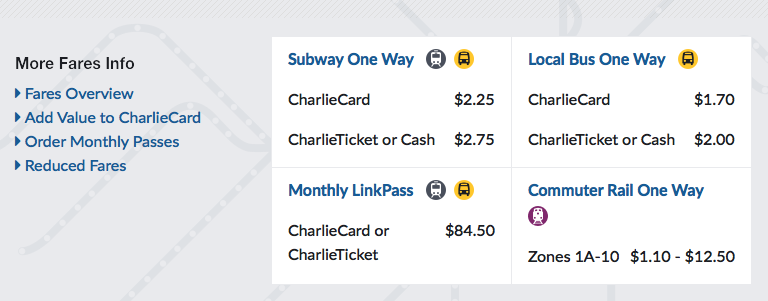 More Fares Info
Fares Overview
Add Value to CharlieCard
Order Monthly Passes
Reduced Fares
Subway One Way
CharlieCard $2.25
CharlieTicket or Cash $2.75
Local Bus One Way
CharlieCard $1.70
CharlieTicket or Cash $2.00
Monthly LinkPass
CharlieCard or $84.50
CharlieTicket
Commuter Rail One Way
Zones 1A-10 $1.10 - $12.50